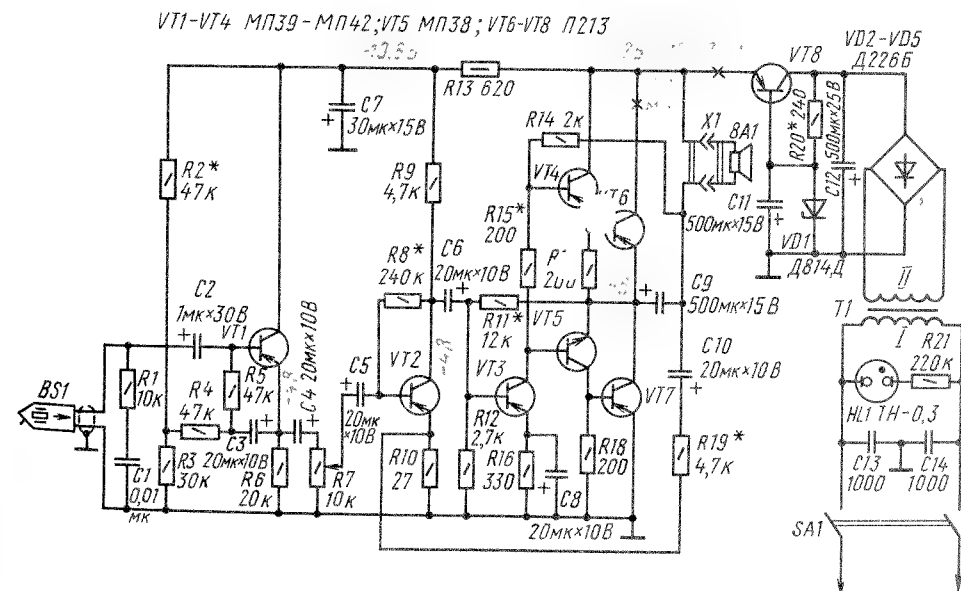 VT1-VT4 МП39-МП42; VT5 МП38; VT6-VT8 П213
VT8
VD2-VD5
Д226Б
R13 620
C7
30мк×15В
R14 2к
X1
BA1
R20* 240
500мк×25В
C12
R2*
47к
R9
4,7к
VT4
VT6
C11
500мк×15В
R15*
200
VD1
Д814Д
R8*
240к
C6
20мк×10В
C2
1мк×30В
VT1
R11*
12к
VT5
C9
500мк×15В
T1
II
I
R21
220к
HL1 ТН-0,3
C10
20мк×10В
BS1
R1
10к
R4
47к
R5
47к
C4 20мк×10В
C5
20мк
×10В
VT2
-4,8
VT3
VT7
C3
20мк×10В
R12
2,7к
R19*
4,7к
C13
1000
C14
1000
C1
0,01
мк
R3
30к
R6
20к
R7
10к
R10
27
R16
330
C8
20мк×10В
R18
200
SA1